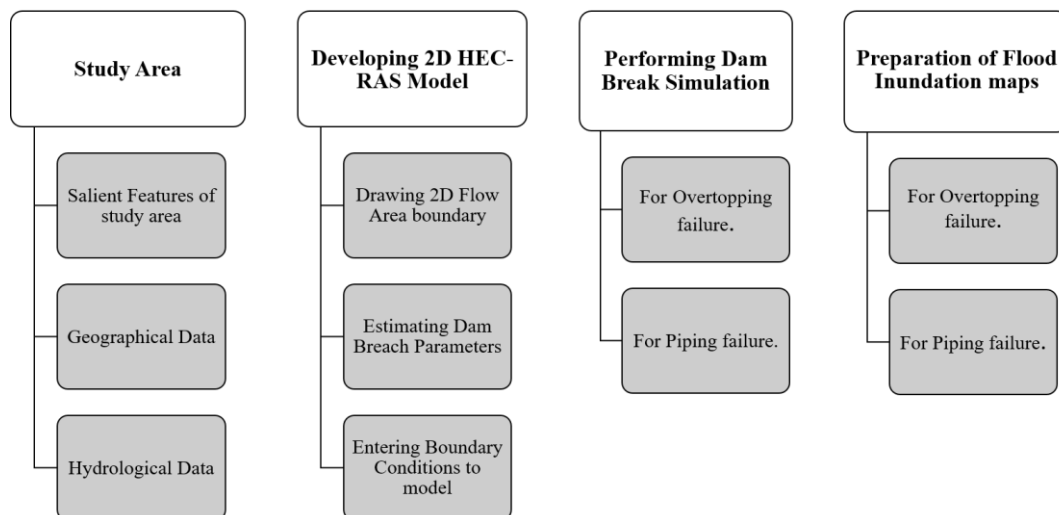 Study Area
Salient Features of
study area
Geographical Data
Hydrological Data
Developing 2D HEC-
RAS Model
Drawing 2D Flow
Area boundary
Estimating Dam
Breach Parameters
Entering Boundary
Conditions to
model
Performing Dam
Break Simulation
For Overtopping
failure.
For Piping failure.
Preparation of Flood
Inundation maps
For Overtopping
failure.
For Piping failure.